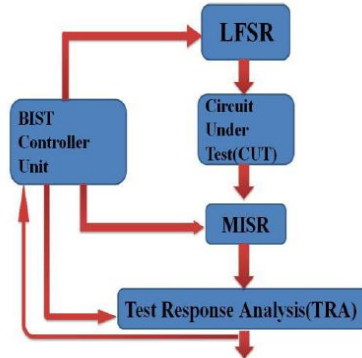 LFSR
BIST
Controller
Unit
Circuit
Under
Test(CUT)
MISR
Test Response Analysis(TRA)